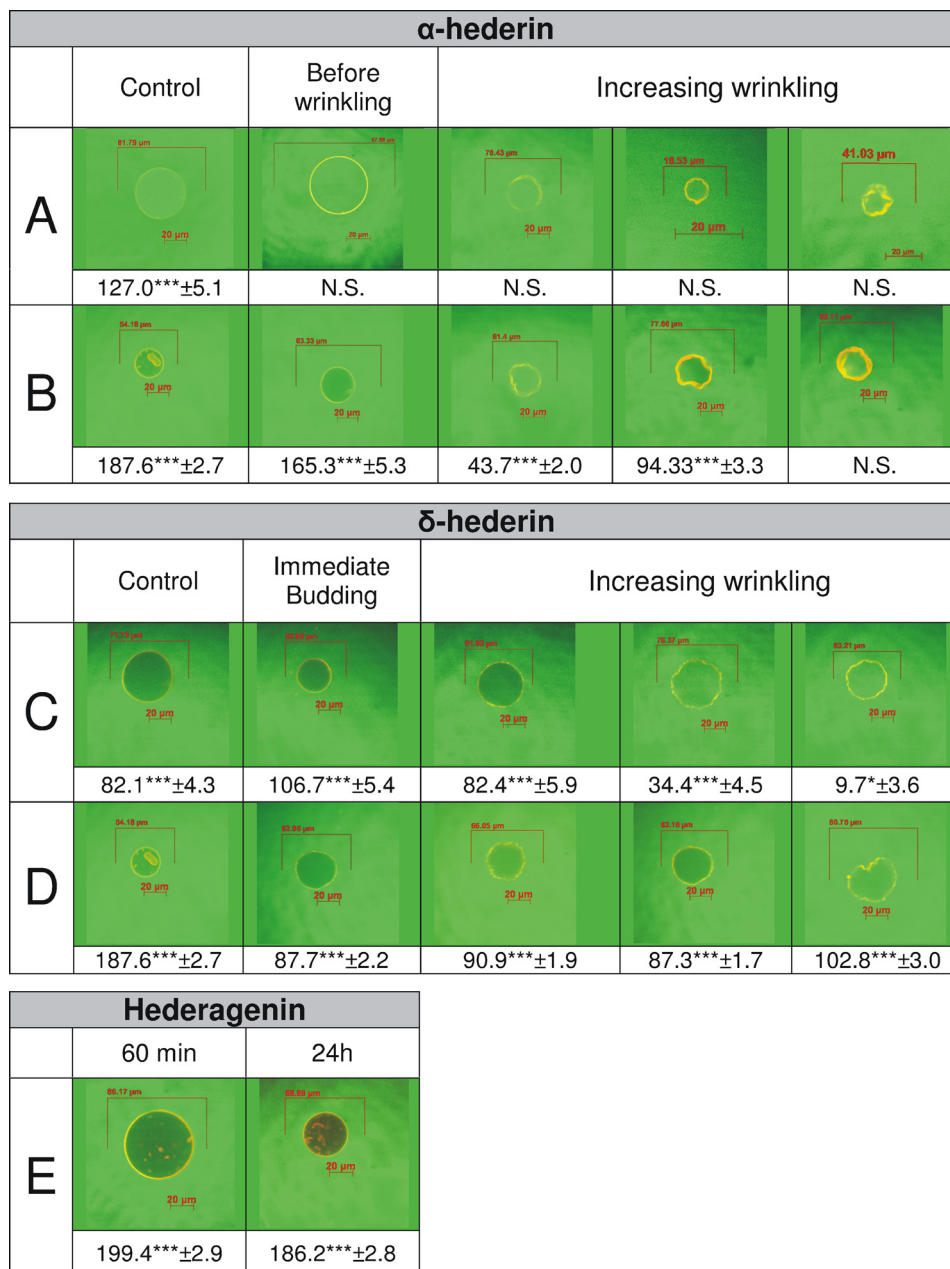 α-hederin
Control
Before
wrinkling
Increasing wrinkling
A
81.79 µm
20 µm
20 µm
78.43 µm
20 µm
18.53 µm
20 µm
41.03 µm
20 µm
127.0***±5.1
N.S.
N.S.
N.S.
N.S.
B
54.18 µm
20 µm
83.33 µm
20 µm
81.4 µm
20 µm
77.66 µm
20 µm
20 µm
187.6***±2.7
165.3***±5.3
43.7***±2.0
94.33***±3.3
N.S.
δ-hederin
Control
Immediate
Budding
Increasing wrinkling
C
20 µm
20 µm
20 µm
78.37 µm
20 µm
63.21 µm
20 µm
82.1***±4.3
106.7***±5.4
82.4***±5.9
34.4***±4.5
9.7*±3.6
D
54.18 µm
20 µm
20 µm
66.05 µm
20 µm
63.16 µm
20 µm
80.78 µm
20 µm
187.6***±2.7
87.7***±2.2
90.9***±1.9
87.3***±1.7
102.8***±3.0
Hederagenin
60 min
24h
E
86.17 µm
20 µm
20 µm
199.4***±2.9
186.2***±2.8